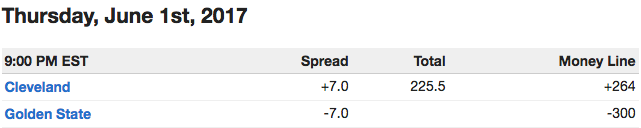 Thursday, June 1st, 2017
9:00 PM EST Spread Total Money Line
Cleveland +7.0 225.5 +264
Golden State -7.0 -300